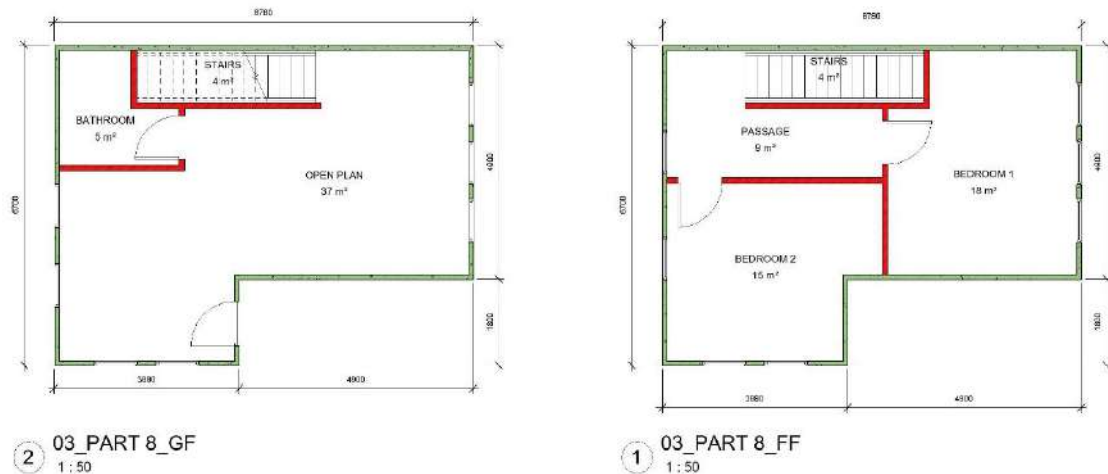 8780
STAIRS
4 m²
BATHROOM
5 m²
OPEN PLAN
37 m²
6700
4900
1800
3880
4900
2
03_PART 8_GF
1 : 50
8780
STAIRS
4 m²
PASSAGE
9 m²
BEDROOM 1
18 m²
BEDROOM 2
15 m²
6700
4900
1800
3880
4900
1
03_PART 8_FF
1 : 50